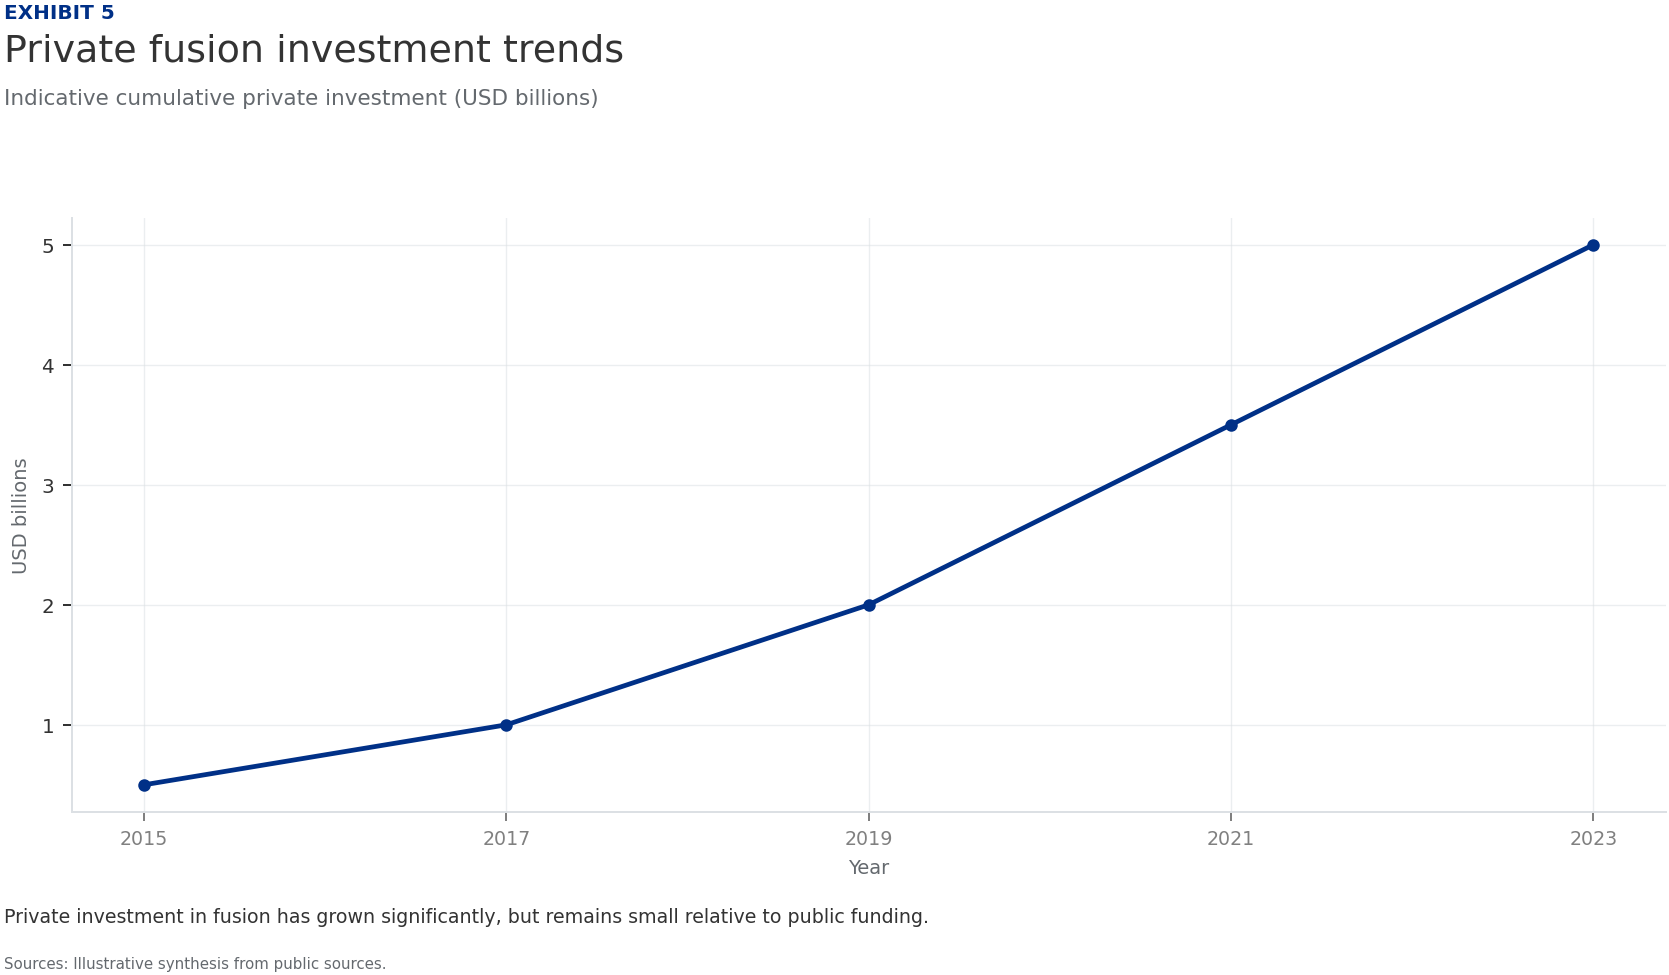 EXHIBIT 5
Private fusion investment trends
Indicative cumulative private investment (USD billions)
5
4
3
2
1
USD billions
2015 2017 2019 2021 2023
Year
Private investment in fusion has grown significantly, but remains small relative to public funding.
Sources: Illustrative synthesis from public sources.